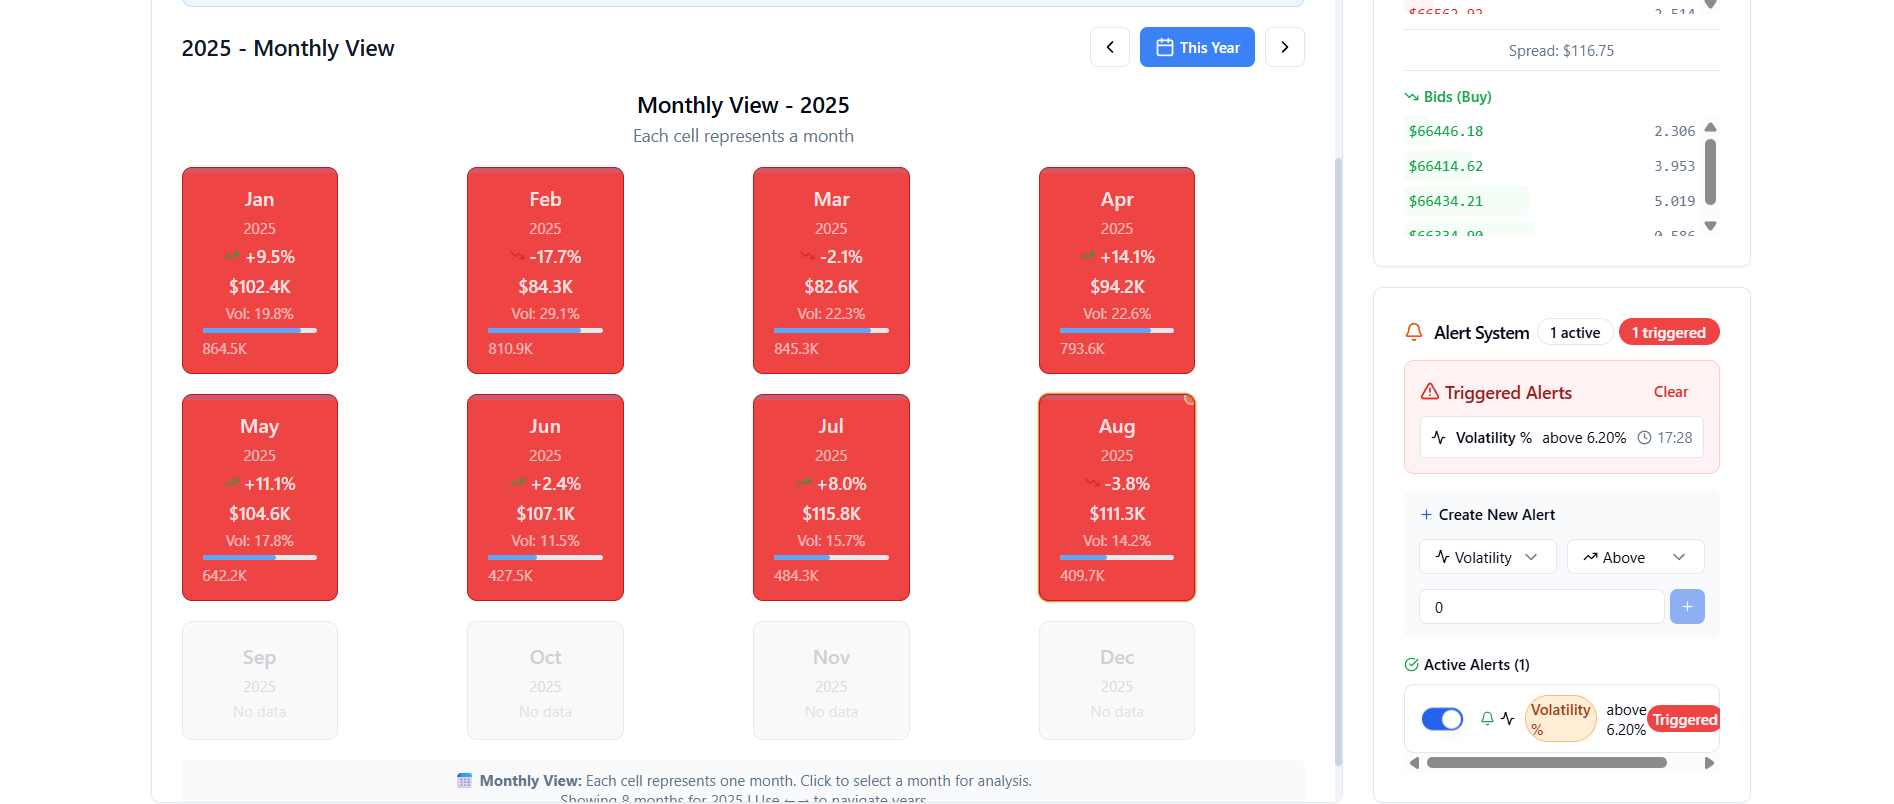 2025 - Monthly View
This Year
Monthly View - 2025
Each cell represents a month
Jan
2025
+9.5%
$102.4K
Vol: 19.8%
864.5K
Feb
2025
-17.7%
$84.3K
Vol: 29.1%
810.9K
Mar
2025
-2.1%
$82.6K
Vol: 22.3%
845.3K
Apr
2025
+14.1%
$94.2K
Vol: 22.6%
793.6K
May
2025
+11.1%
$104.6K
Vol: 17.8%
642.2K
Jun
2025
+2.4%
$107.1K
Vol: 11.5%
427.5K
Jul
2025
+8.0%
$115.8K
Vol: 15.7%
484.3K
Aug
2025
-3.8%
$111.3K
Vol: 14.2%
409.7K
Sep
2025
No data
Oct
2025
No data
Nov
2025
No data
Dec
2025
No data
Monthly View: Each cell represents one month. Click to select a month for analysis.
Showing 8 months for 2025 | Use ←→ to navigate years
Spread: $116.75
Bids (Buy)
$66446.18 2.306
$66414.62 3.953
$66434.21 5.019
Alert System 1 active 1 triggered
Triggered Alerts Clear
Volatility % above 6.20% 17:28
+ Create New Alert
Volatility Above
0 +
Active Alerts (1)
Volatility % above 6.20% Triggered